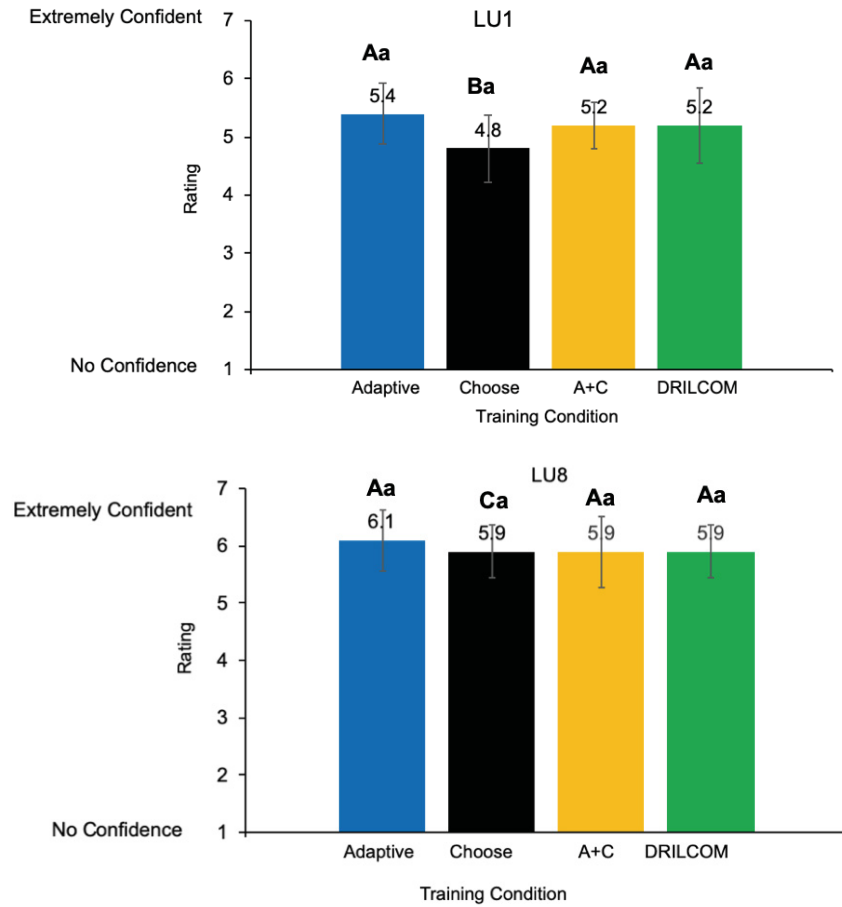 LU1
Extremely Confident 7
Aa Aa Aa
Ba
6
5.4 5.2 5.2
4.8
5
Rating
4
3
2
No Confidence 1
Adaptive Choose A+C DRILCOM
Training Condition
LU8
7
Aa Ca Aa Aa
Extremely Confident
6.1 5.9 5.9 5.9
6
5
Rating
4
3
2
No Confidence 1
Adaptive Choose A+C DRILCOM
Training Condition